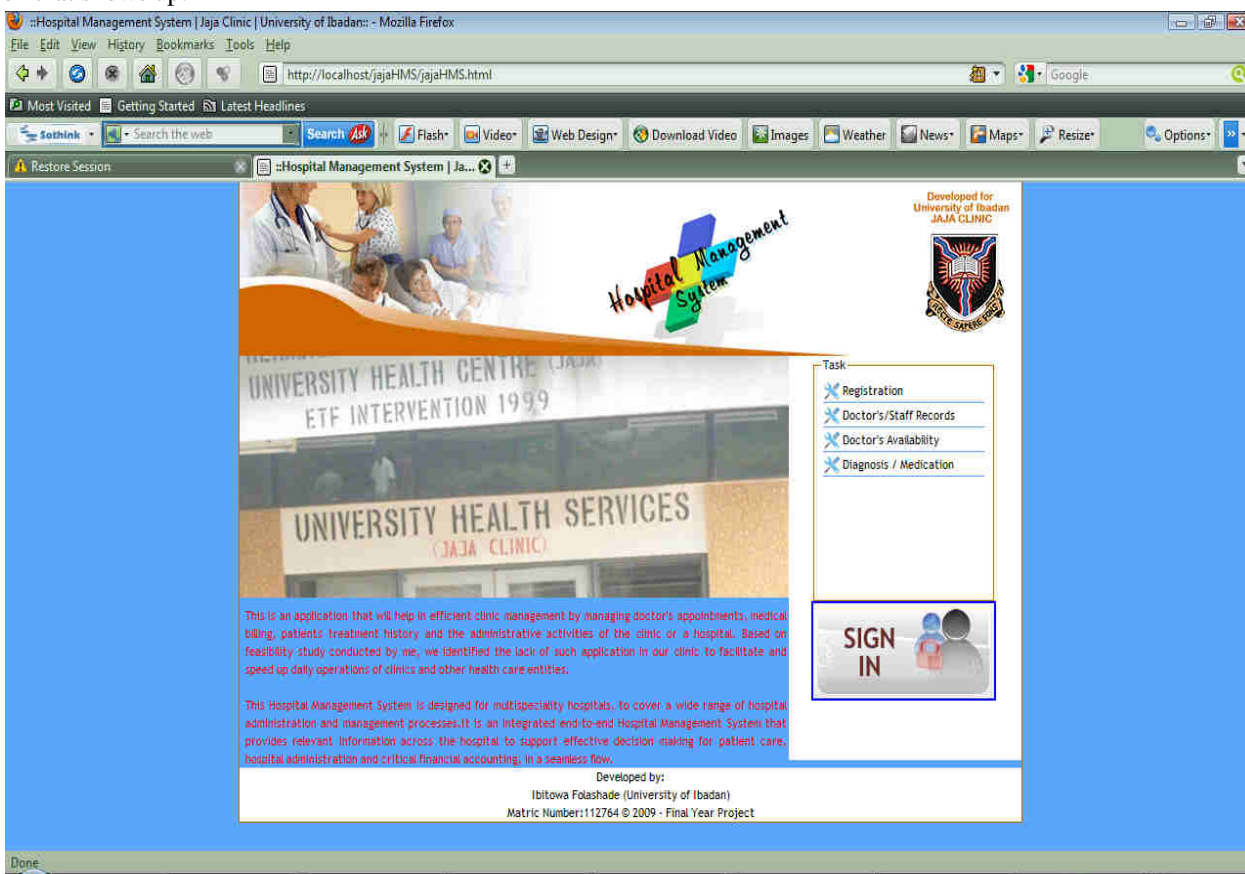 ::Hospital Management System | Jaja Clinic | University of Ibadan:: - Mozilla Firefox
File Edit View History Bookmarks Tools Help
http://localhost/jajaHMS/jajaHMS.html
Google
Most Visited Getting Started Latest Headlines
Sothink Search the web Search Ask Flash Video Web Design Download Video Images Weather News Maps Resize Options
Restore Session
::Hospital Management System | Ja...
Hospital Management
System
Developed for
University of Ibadan
JAJA CLINIC
RECTE SAPERE FONS
UNIVERSITY HEALTH CENTRE (JAJA)
ETF INTERVENTION 1999
UNIVERSITY HEALTH SERVICES
(JAJA CLINIC)
Task
Registration
Doctor's/Staff Records
Doctor's Availability
Diagnosis / Medication
SIGN
IN
This is an application that will help in efficient clinic management by managing doctor's appointments, medical
billing, patients treatment history and the administrative activities of the clinic or a hospital. Based on
feasibility study conducted by me, we identified the lack of such application in our clinic to facilitate and
speed up daily operations of clinics and other health care entities.
This Hospital Management System is designed for multispeciality hospitals, to cover a wide range of hospital
administration and management processes.It is an integrated end-to-end Hospital Management System that
provides relevant information across the hospital to support effective decision making for patient care,
hospital administration and critical financial accounting, in a seamless flow.
Developed by:
Ibitowa Folashade (University of Ibadan)
Matric Number:112764 © 2009 - Final Year Project
Done